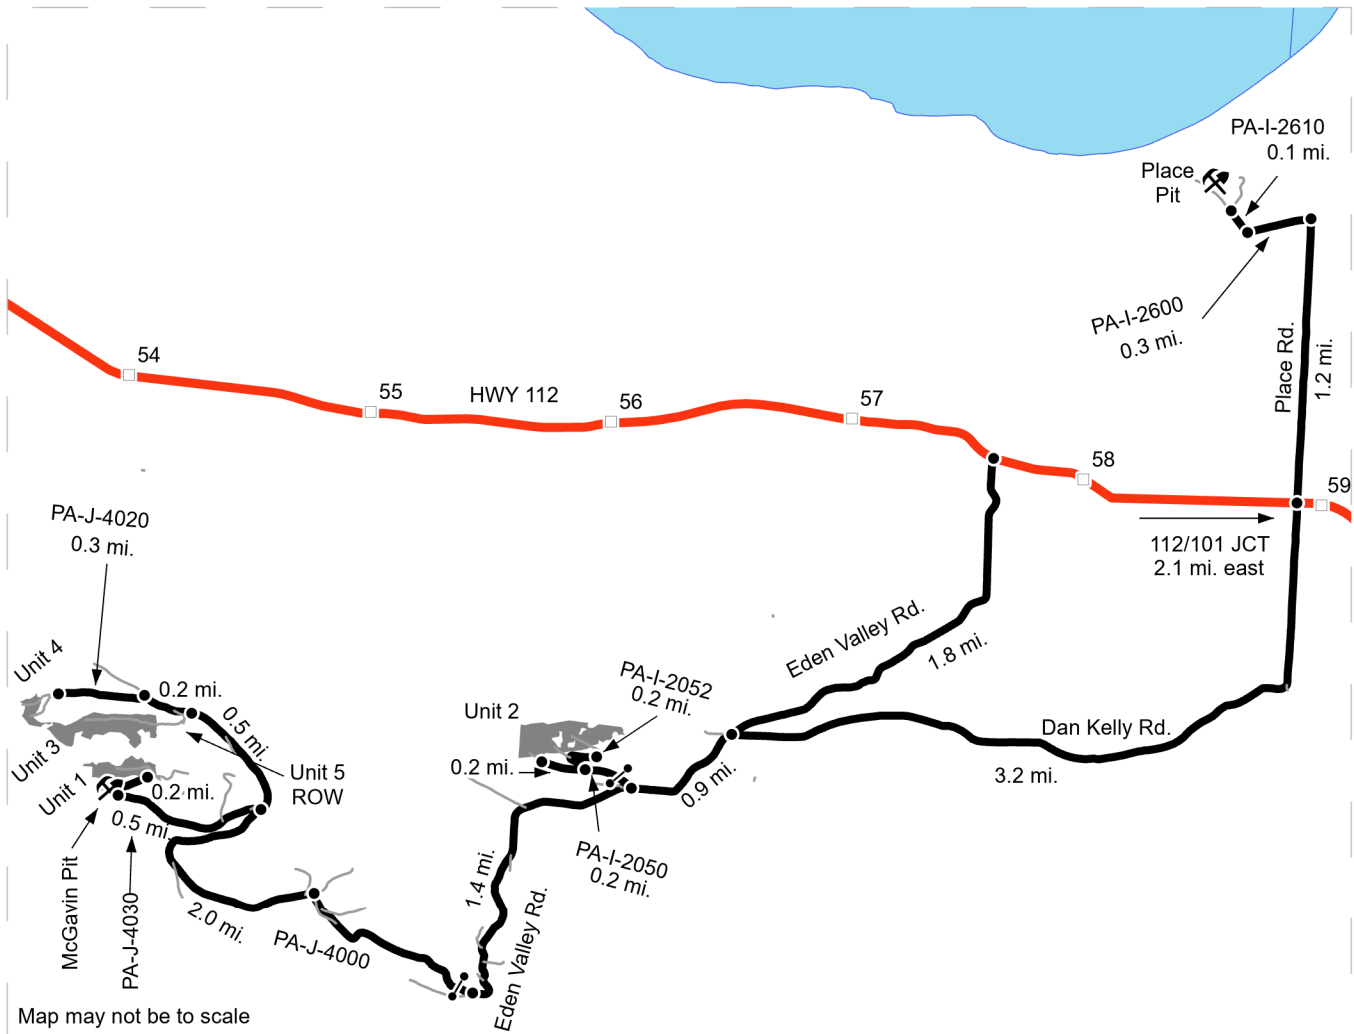 PA-I-2610
0.1 mi.
Place
Pit
PA-I-2600
0.3 mi.
Place Rd.
1.2 mi.
54
55
HWY 112
56
57
58
59
112/101 JCT
2.1 mi. east
PA-J-4020
0.3 mi.
Eden Valley Rd.
1.8 mi.
Unit 4
0.2 mi.
0.5 mi.
Unit 3
Unit 5
ROW
Unit 1
0.2 mi.
0.5 mi.
McGavin Pit
PA-J-4030
2.0 mi.
PA-J-4000
Unit 2
PA-I-2052
0.2 mi.
0.2 mi.
PA-I-2050
0.2 mi.
0.9 mi.
Dan Kelly Rd.
3.2 mi.
1.4 mi.
Eden Valley Rd.
Map may not be to scale